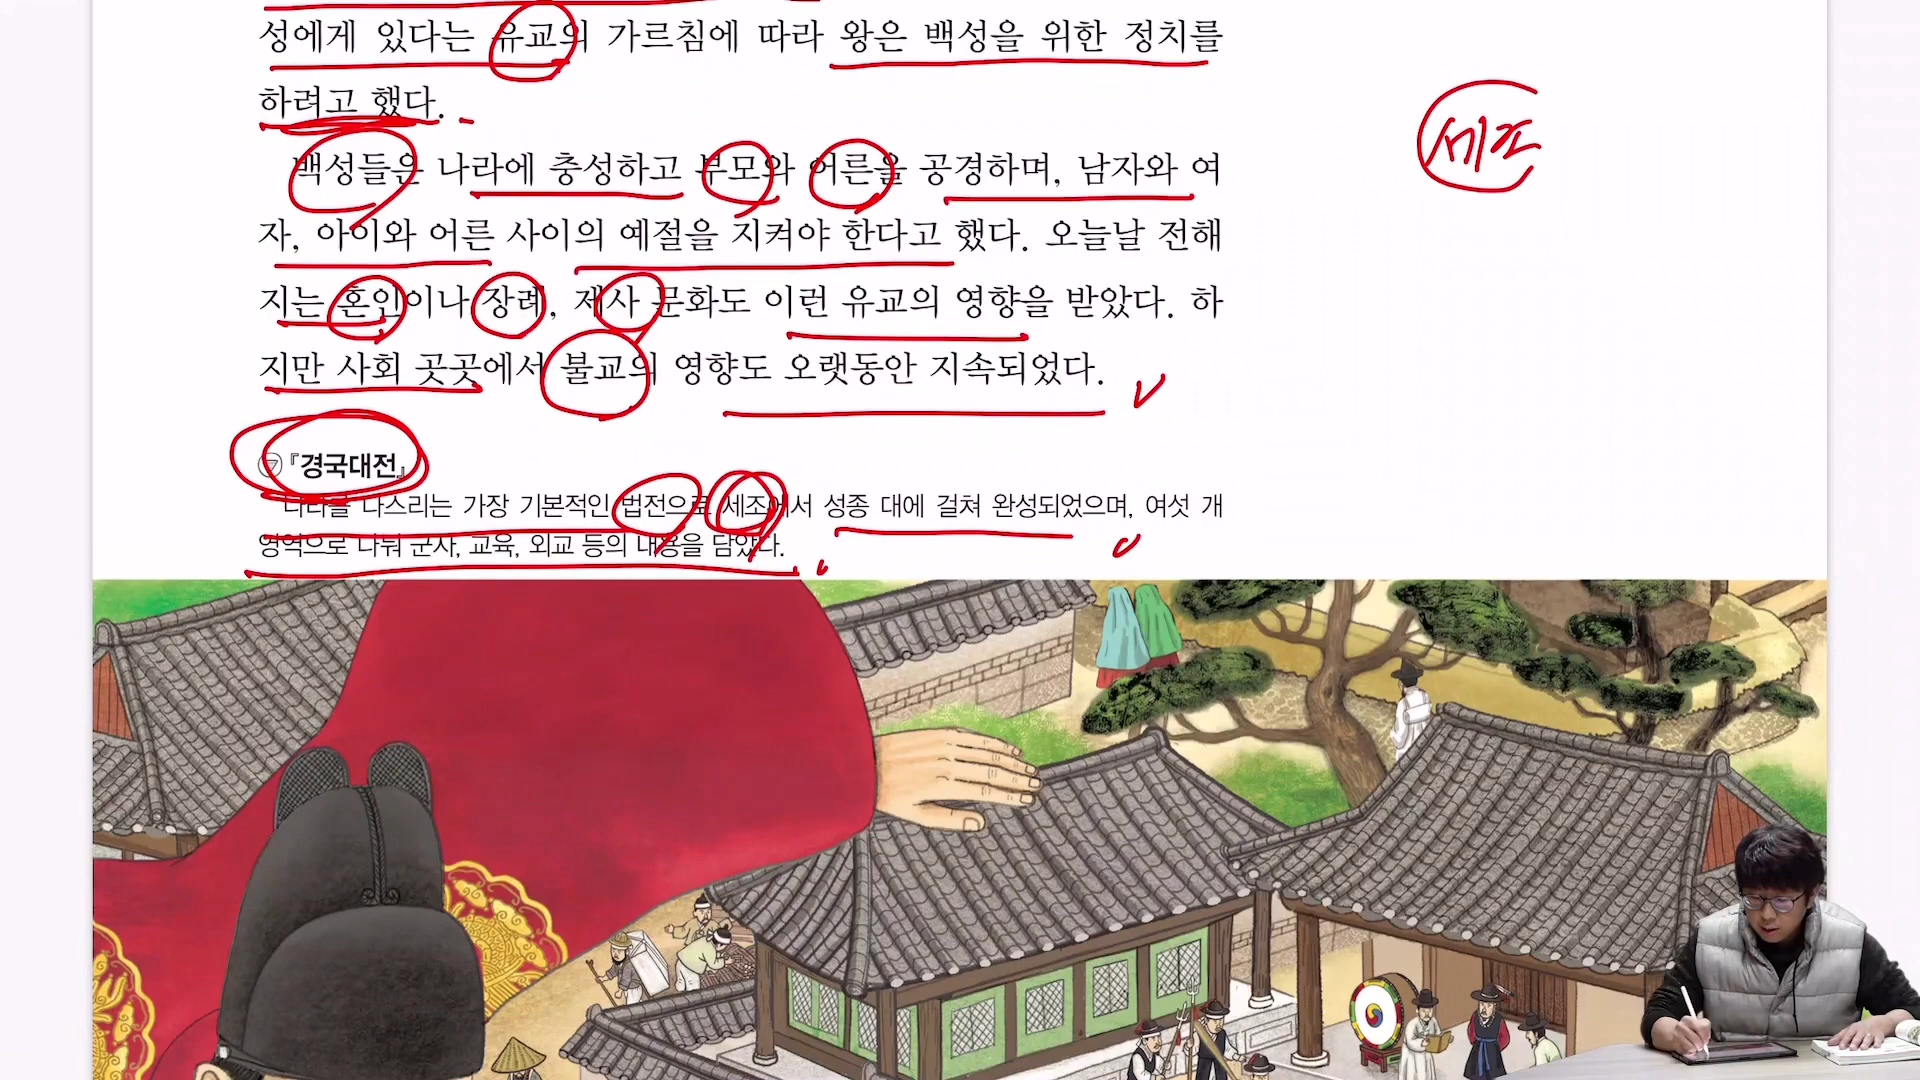 성에게 있다는 유교의 가르침에 따라 왕은 백성을 위한 정치를
하려고 했다.
백성들은 나라에 충성하고 부모와 어른을 공경하며, 남자와 여
자, 아이와 어른 사이의 예절을 지켜야 한다고 했다. 오늘날 전해
지는 혼인이나 장례, 제사 문화도 이런 유교의 영향을 받았다. 하
지만 사회 곳곳에서 불교의 영향도 오랫동안 지속되었다.
『경국대전』
나라를 다스리는 가장 기본적인 법전으로 세조에서 성종 대에 걸쳐 완성되었으며, 여섯 개
영역으로 나눠 군사, 교육, 외교 등의 내용을 담았다.
세조